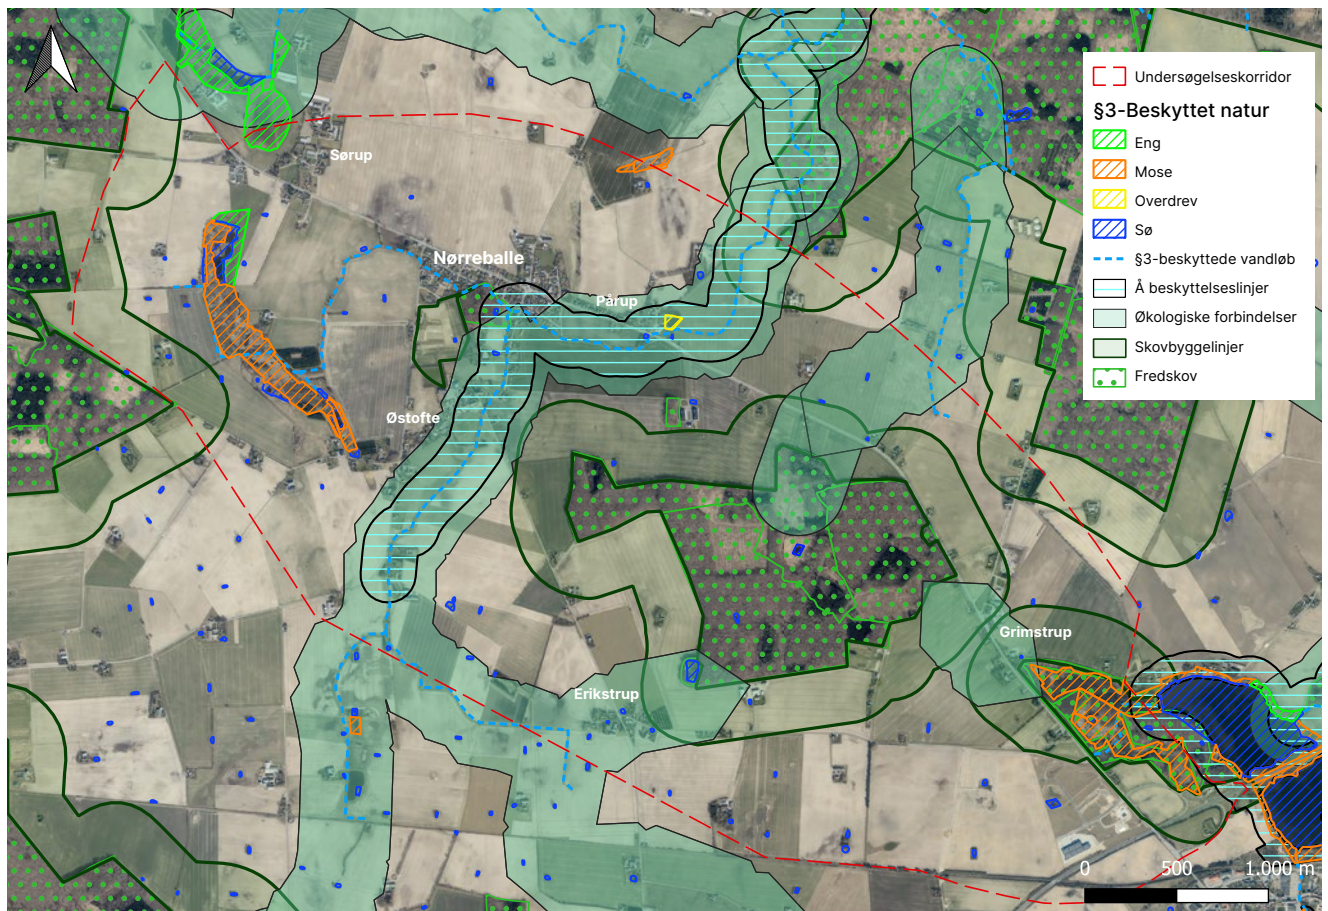 Undersøgelseskorridor
§3-Beskyttet natur
Eng
Mose
Overdrev
Sø
§3-beskyttede vandløb
Å beskyttelseslinjer
Økologiske forbindelser
Skovbyggelinjer
Fredskov
Sørup
Nørreballe
Pårup
Østofte
Grimstrup
Erikstrup
0 500 1.000 m